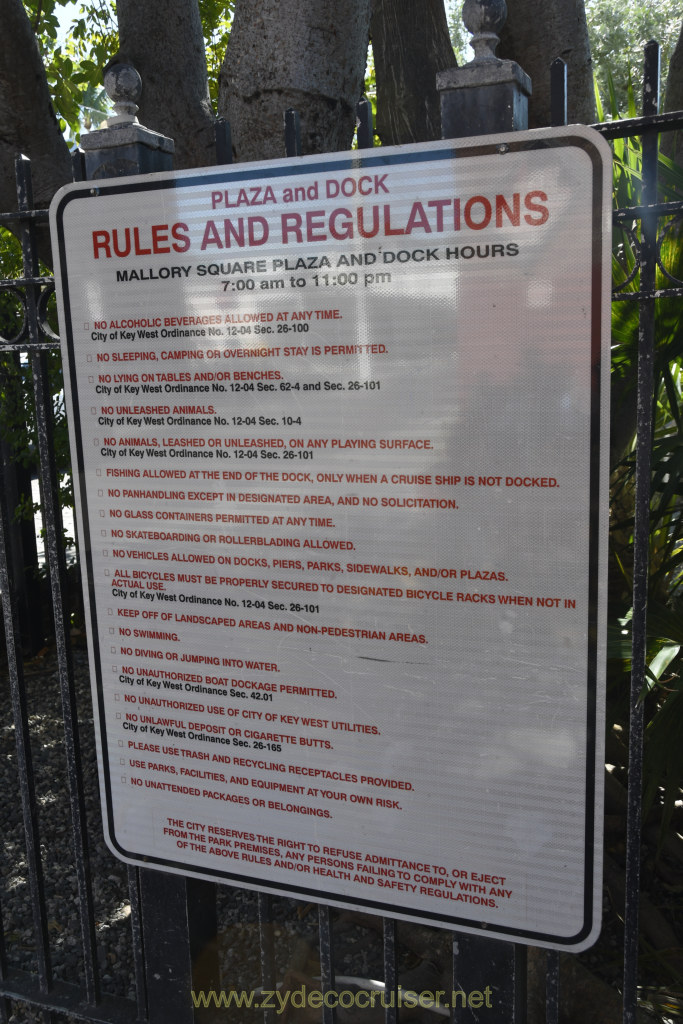 PLAZA and DOCK
RULES AND REGULATIONS
MALLORY SQUARE PLAZA AND DOCK HOURS
7:00 am to 11:00 pm
NO ALCOHOLIC BEVERAGES ALLOWED AT ANY TIME.
City of Key West Ordinance No. 12-04 Sec. 26-100
NO SLEEPING, CAMPING OR OVERNIGHT STAY IS PERMITTED.
NO LYING ON TABLES AND/OR BENCHES.
City of Key West Ordinance No. 12-04 Sec. 62-4 and Sec. 26-101
NO UNLEASHED ANIMALS.
City of Key West Ordinance No. 12-04 Sec. 10-4
NO ANIMALS, LEASHED OR UNLEASHED, ON ANY PLAYING SURFACE.
City of Key West Ordinance No. 12-04 Sec. 26-101
FISHING ALLOWED AT THE END OF THE DOCK, ONLY WHEN A CRUISE SHIP IS NOT DOCKED.
NO PANHANDLING EXCEPT IN DESIGNATED AREA, AND NO SOLICITATION.
NO GLASS CONTAINERS PERMITTED AT ANY TIME.
NO SKATEBOARDING OR ROLLERBLADING ALLOWED.
NO VEHICLES ALLOWED ON DOCKS, PIERS, PARKS, SIDEWALKS, AND/OR PLAZAS.
ALL BICYCLES MUST BE PROPERLY SECURED TO DESIGNATED BICYCLE RACKS WHEN NOT IN
ACTUAL USE.
City of Key West Ordinance No. 12-04 Sec. 26-101
KEEP OFF OF LANDSCAPED AREAS AND NON-PEDESTRIAN AREAS.
NO SWIMMING.
NO DIVING OR JUMPING INTO WATER.
NO UNAUTHORIZED BOAT DOCKAGE PERMITTED.
City of Key West Ordinance Sec. 42.01
NO UNAUTHORIZED USE OF CITY OF KEY WEST UTILITIES.
NO UNLAWFUL DEPOSIT OR CIGARETTE BUTTS.
City of Key West Ordinance Sec. 26-165
PLEASE USE TRASH AND RECYCLING RECEPTACLES PROVIDED.
USE PARKS, FACILITIES, AND EQUIPMENT AT YOUR OWN RISK.
NO UNATTENDED PACKAGES OR BELONGINGS.
THE CITY RESERVES THE RIGHT TO REFUSE ADMITTANCE TO, OR EJECT
FROM THE PARK PREMISES, ANY PERSONS FAILING TO COMPLY WITH ANY
OF THE ABOVE RULES AND/OR HEALTH AND SAFETY REGULATIONS.
www.zydecocruiser.net